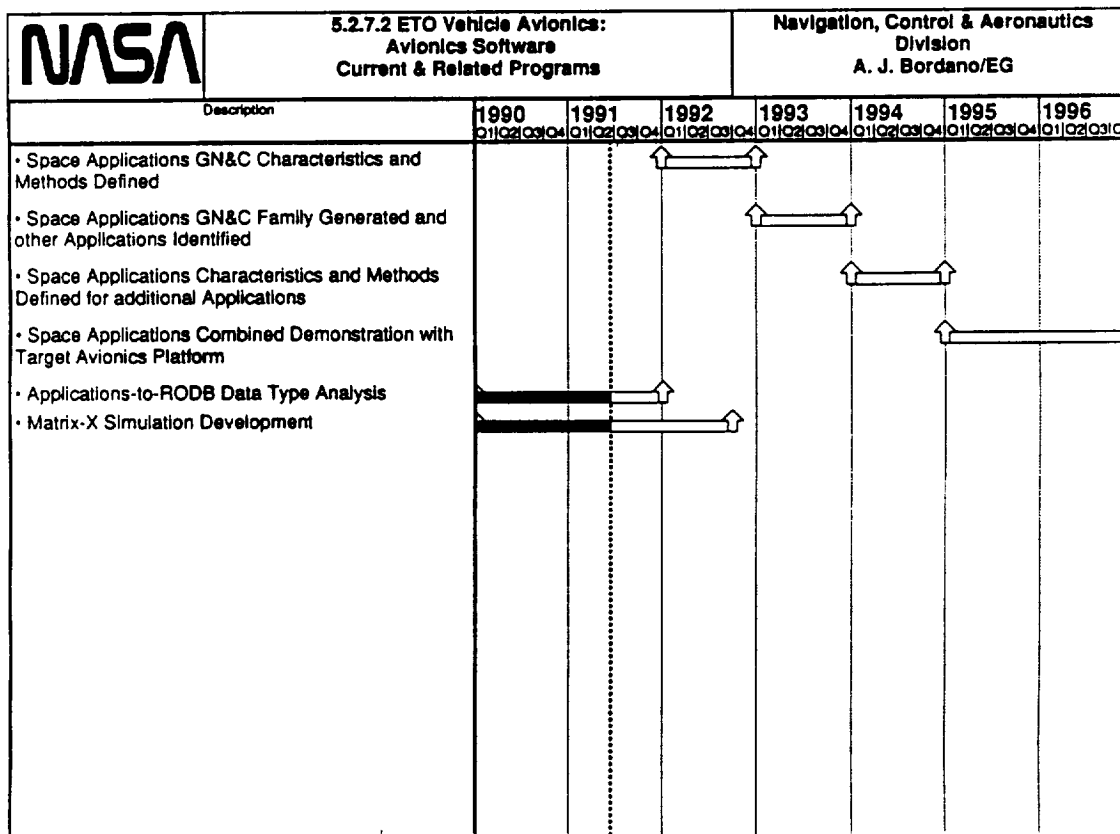 NASA
5.2.7.2 ETO Vehicle Avionics:
Avionics Software
Current & Related Programs
Navigation, Control & Aeronautics
Division
A. J. Bordano/EG
Description
1990 1991 1992 1993 1994 1995 1996
Q1|Q2|Q3|Q4 Q1|Q2|Q3|Q4 Q1|Q2|Q3|Q4 Q1|Q2|Q3|Q4 Q1|Q2|Q3|Q4 Q1|Q2|Q3|Q4 Q1|Q2|Q3|Q
· Space Applications GN&C Characteristics and
Methods Defined
· Space Applications GN&C Family Generated and
other Applications Identified
· Space Applications Characteristics and Methods
Defined for additional Applications
· Space Applications Combined Demonstration with
Target Avionics Platform
· Applications-to-RODB Data Type Analysis
· Matrix-X Simulation Development